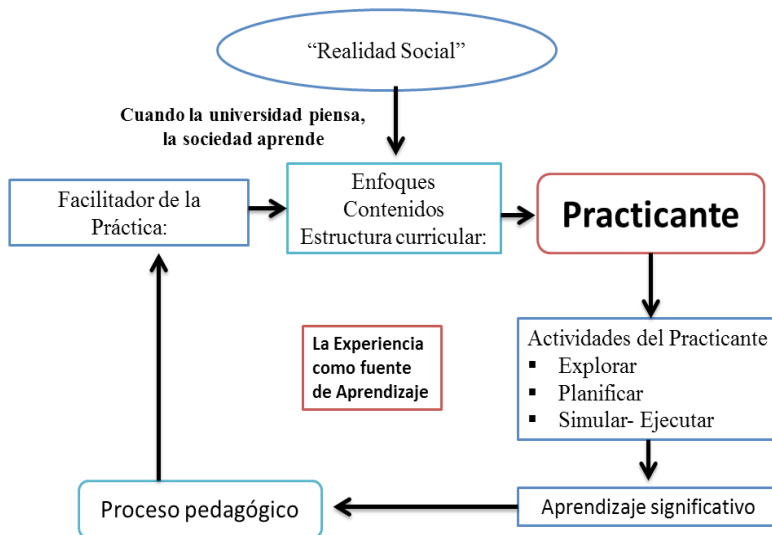 “Realidad Social”
Cuando la universidad piensa,
la sociedad aprende
Facilitador de la
Práctica:
Enfoques
Contenidos
Estructura curricular:
Practicante
La Experiencia
como fuente
de Aprendizaje
Actividades del Practicante
▪ Explorar
▪ Planificar
▪ Simular- Ejecutar
Proceso pedagógico
Aprendizaje significativo